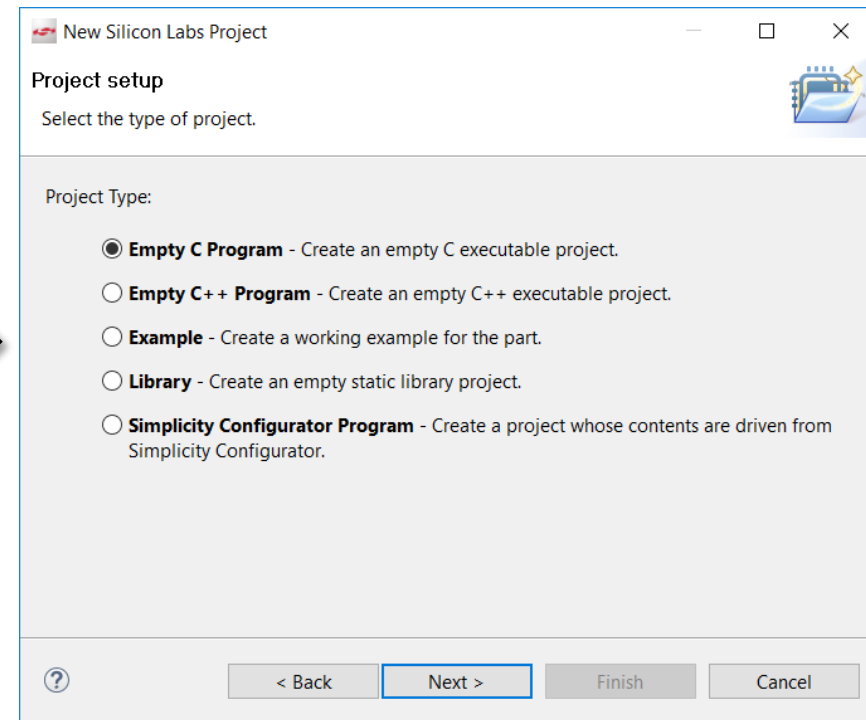 New Silicon Labs Project
Project setup
Select the type of project.
Project Type:
Empty C Program - Create an empty C executable project.
Empty C++ Program - Create an empty C++ executable project.
Example - Create a working example for the part.
Library - Create an empty static library project.
Simplicity Configurator Program - Create a project whose contents are driven from
Simplicity Configurator.
? < Back Next > Finish Cancel